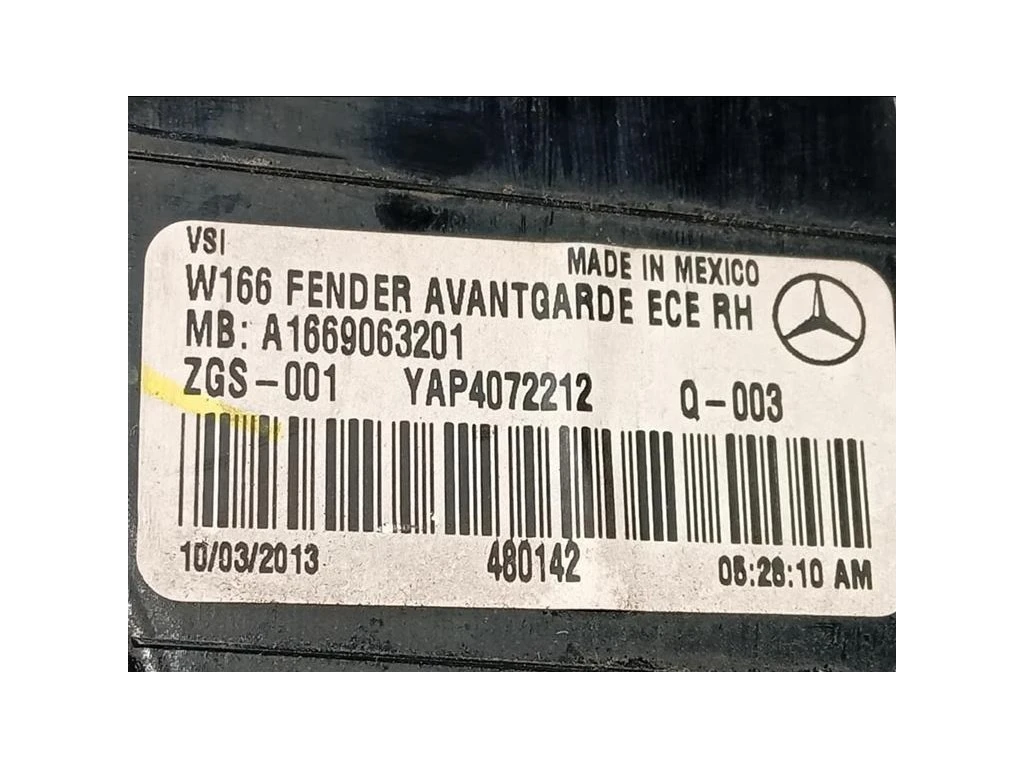 VSI MADE IN MEXICO
W166 FENDER AVANTGARDE ECE RH
MB: A1669063201
ZGS-001 YAP4072212 Q-003
10/03/2013 480142 05:28:10 AM